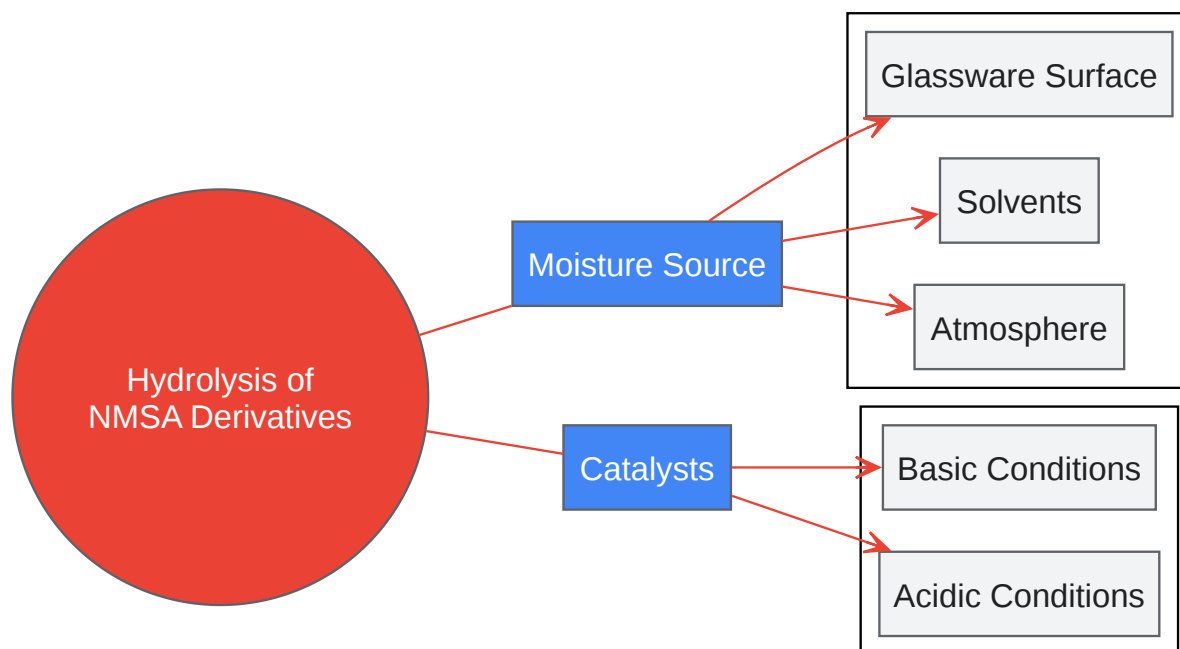 Hydrolysis of
NMSA Derivatives
Moisture Source
Glassware Surface
Solvents
Atmosphere
Catalysts
Basic Conditions
Acidic Conditions